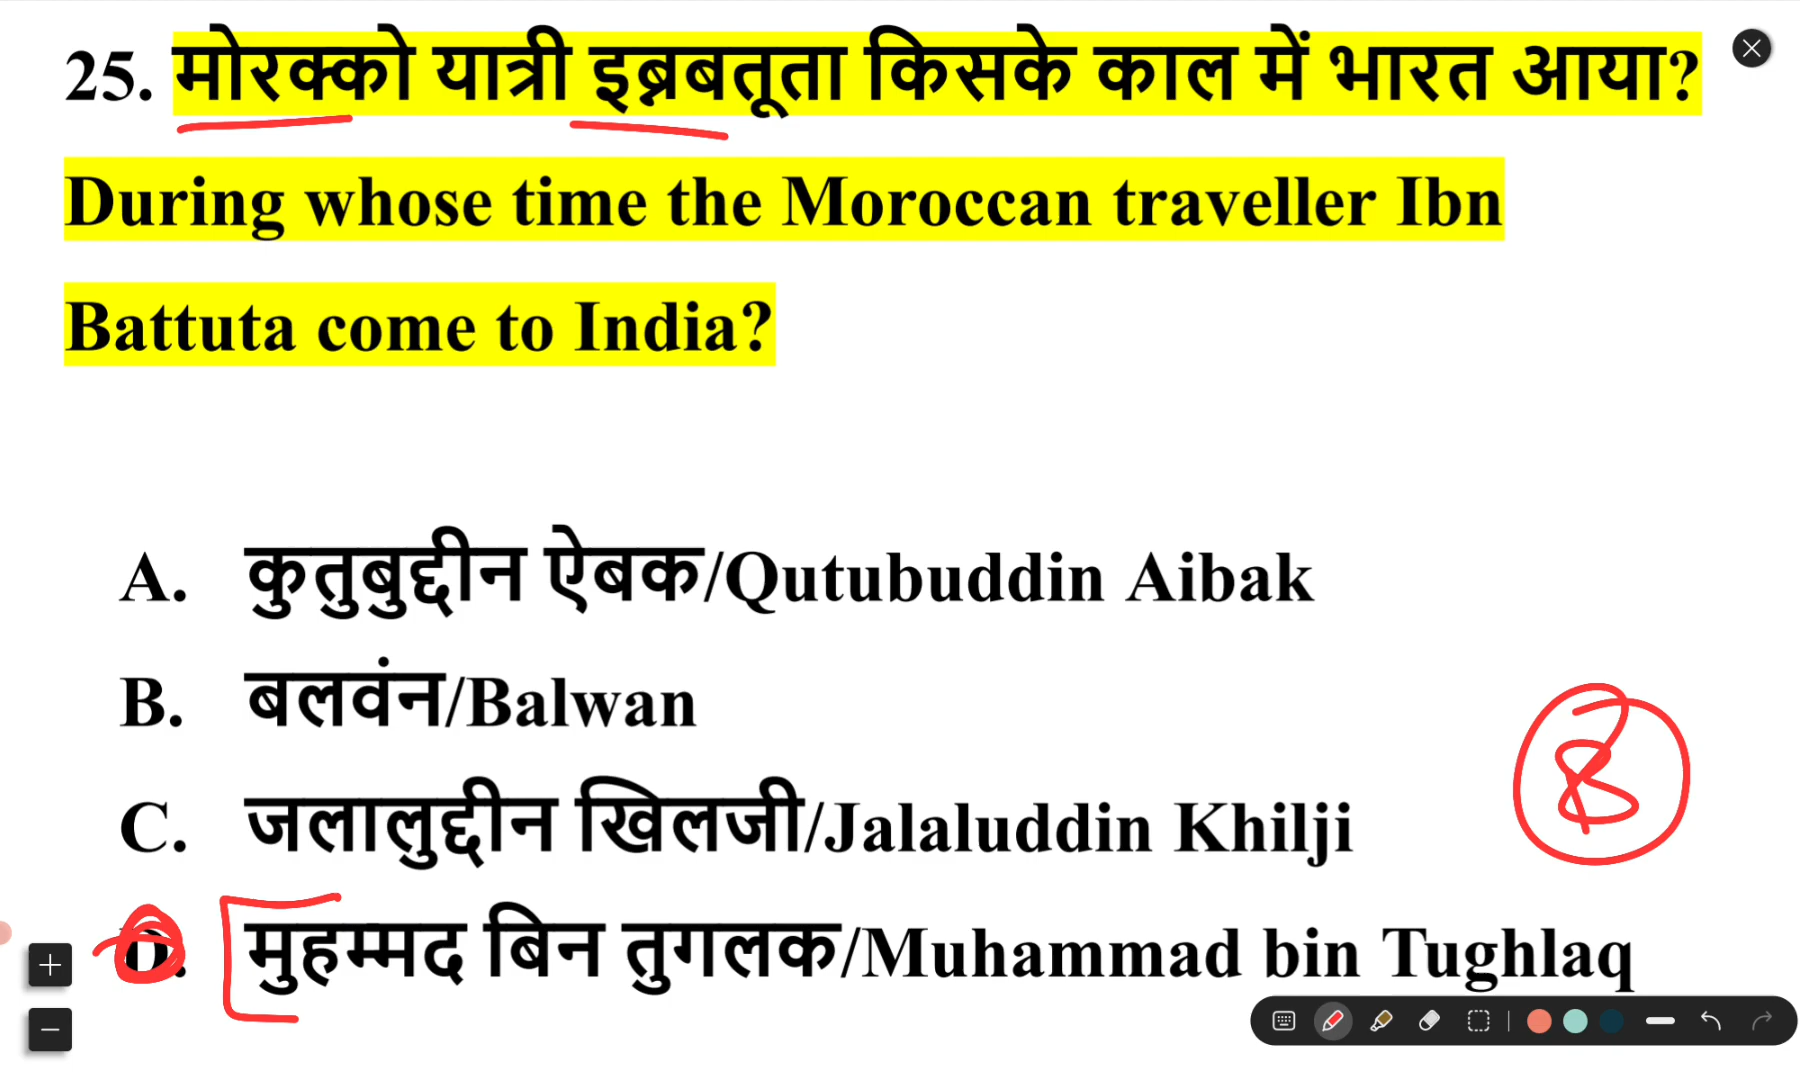 25. मोरक्को यात्री इब्नबतूता किसके काल में भारत आया?
During whose time the Moroccan traveller Ibn
Battuta come to India?
A. कुतुबुद्दीन ऐबक/Qutubuddin Aibak
B. बलवंन/Balwan
C. जलालुद्दीन खिलजी/Jalaluddin Khilji
D. मुहम्मद बिन तुगलक/Muhammad bin Tughlaq